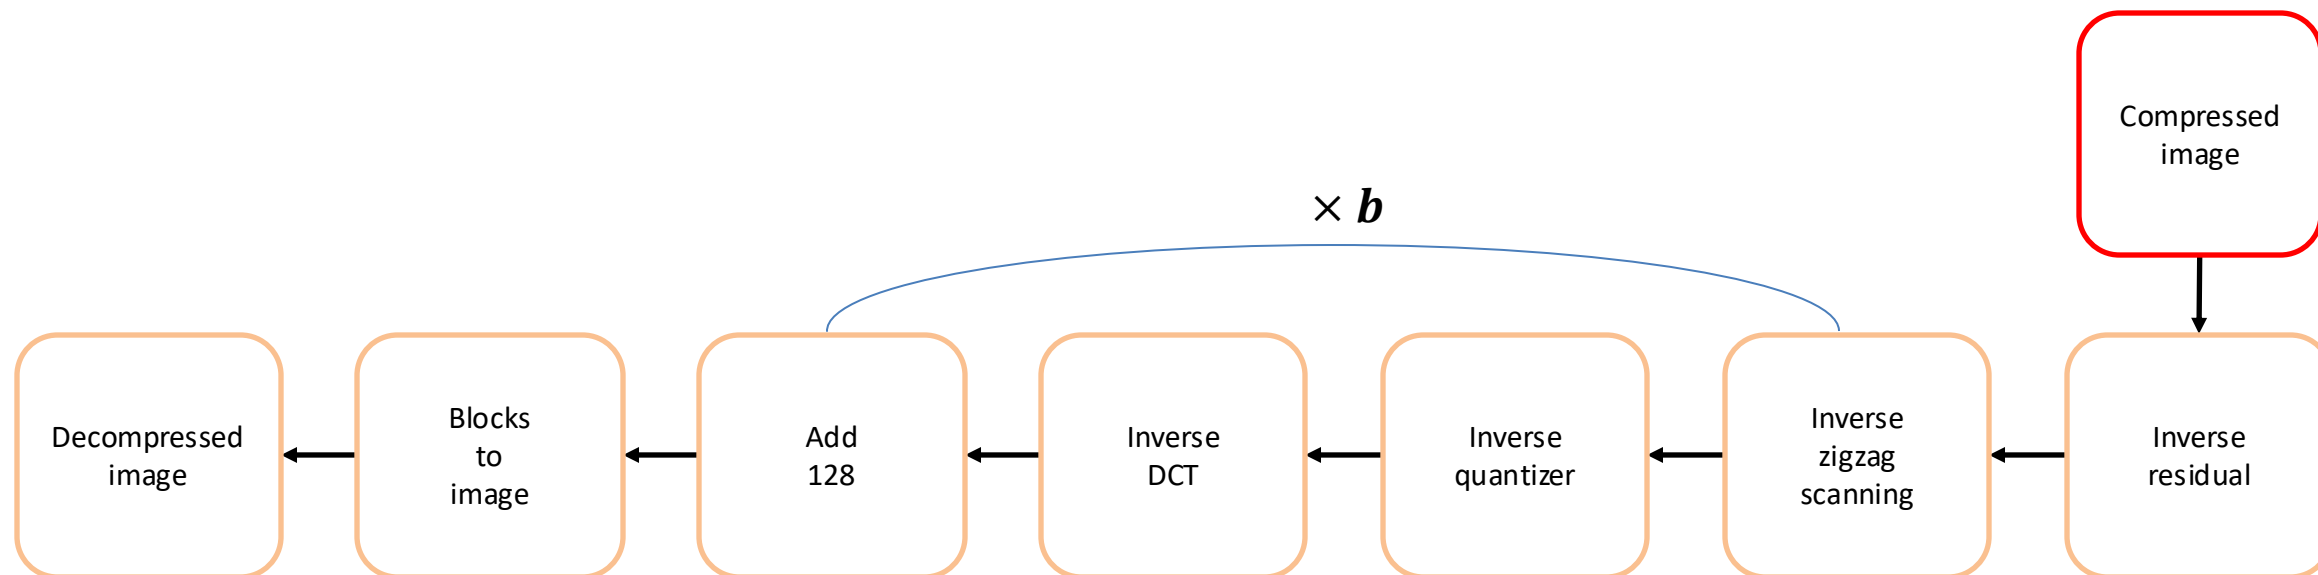 Compressed
image
× b
Decompressed
image
Blocks
to
image
Add
128
Inverse
DCT
Inverse
quantizer
Inverse
zigzag
scanning
Inverse
residual